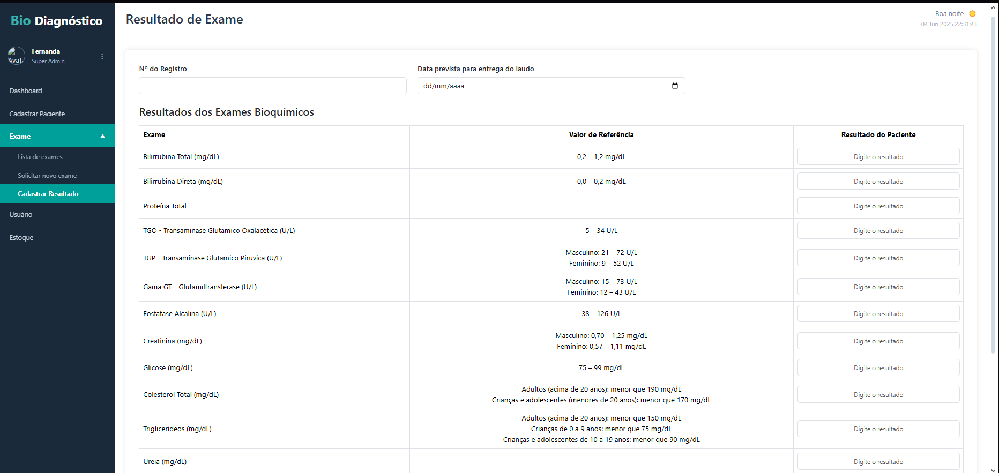 Bio Diagnóstico
Avata
Fernanda
Super Admin
Dashboard
Cadastrar Paciente
Exame
Lista de exames
Solicitar novo exame
Cadastrar Resultado
Usuário
Estoque
Resultado de Exame
Boa noite
04 Jun 2025 22:31:43
Nº do Registro
Data prevista para entrega do laudo
dd/mm/aaaa
Resultados dos Exames Bioquímicos
Exame Valor de Referência Resultado do Paciente
Bilirrubina Total (mg/dL) 0,2 – 1,2 mg/dL Digite o resultado
Bilirrubina Direta (mg/dL) 0,0 – 0,2 mg/dL Digite o resultado
Proteína Total Digite o resultado
TGO - Transaminase Glutamico Oxalacética (U/L) 5 – 34 U/L Digite o resultado
TGP - Transaminase Glutamico Piruvica (U/L) Masculino: 21 – 72 U/L
Feminino: 9 – 52 U/L Digite o resultado
Gama GT - Glutamiltransferase (U/L) Masculino: 15 – 73 U/L
Feminino: 12 – 43 U/L Digite o resultado
Fosfatase Alcalina (U/L) 38 – 126 U/L Digite o resultado
Creatinina (mg/dL) Masculino: 0,70 – 1,25 mg/dL
Feminino: 0,57 – 1,11 mg/dL Digite o resultado
Glicose (mg/dL) 75 – 99 mg/dL Digite o resultado
Colesterol Total (mg/dL) Adultos (acima de 20 anos): menor que 190 mg/dL
Crianças e adolescentes (menores de 20 anos): menor que 170 mg/dL Digite o resultado
Triglicerídeos (mg/dL) Adultos (acima de 20 anos): menor que 150 mg/dL
Crianças de 0 a 9 anos: menor que 75 mg/dL
Crianças e adolescentes de 10 a 19 anos: menor que 90 mg/dL Digite o resultado
Ureia (mg/dL) Digite o resultado